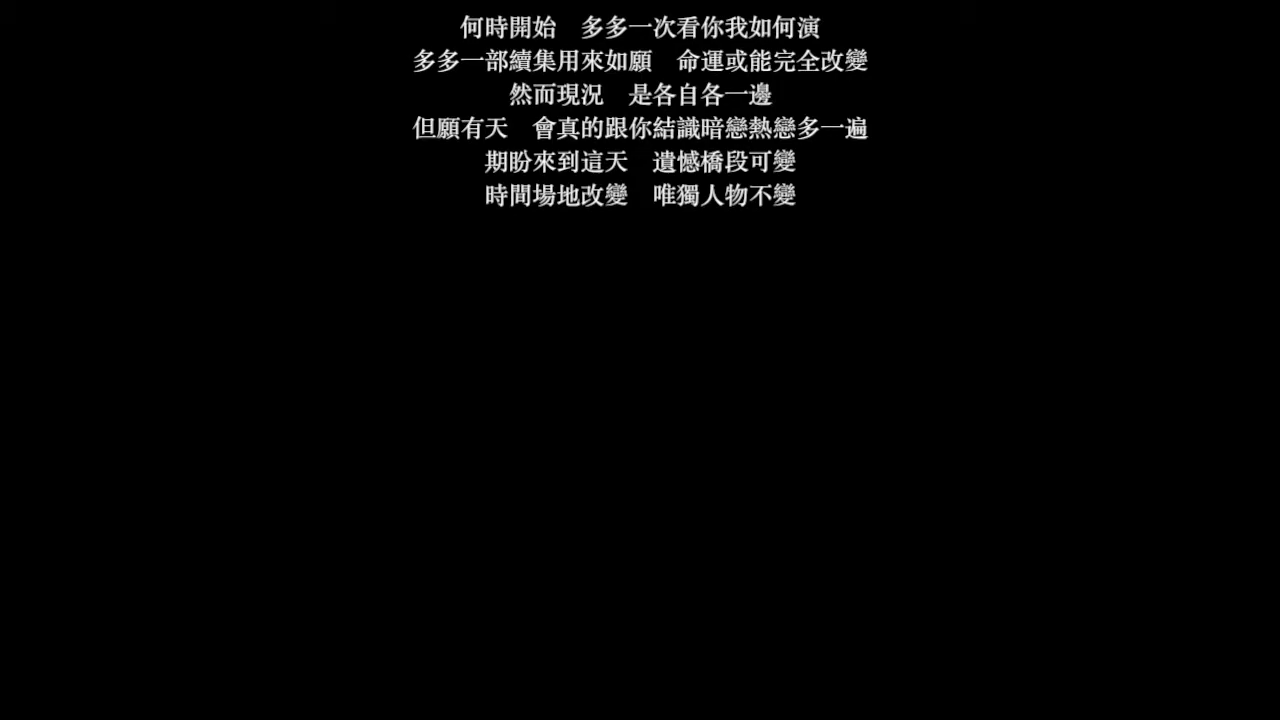 何時開始　多多一次看你我如何演
多多一部續集用來如願　命運或能完全改變
然而現況　是各自各一邊
但願有天　會真的跟你結識暗戀熱戀多一遍
期盼來到這天　遺憾橋段可變
時間場地改變　唯獨人物不變